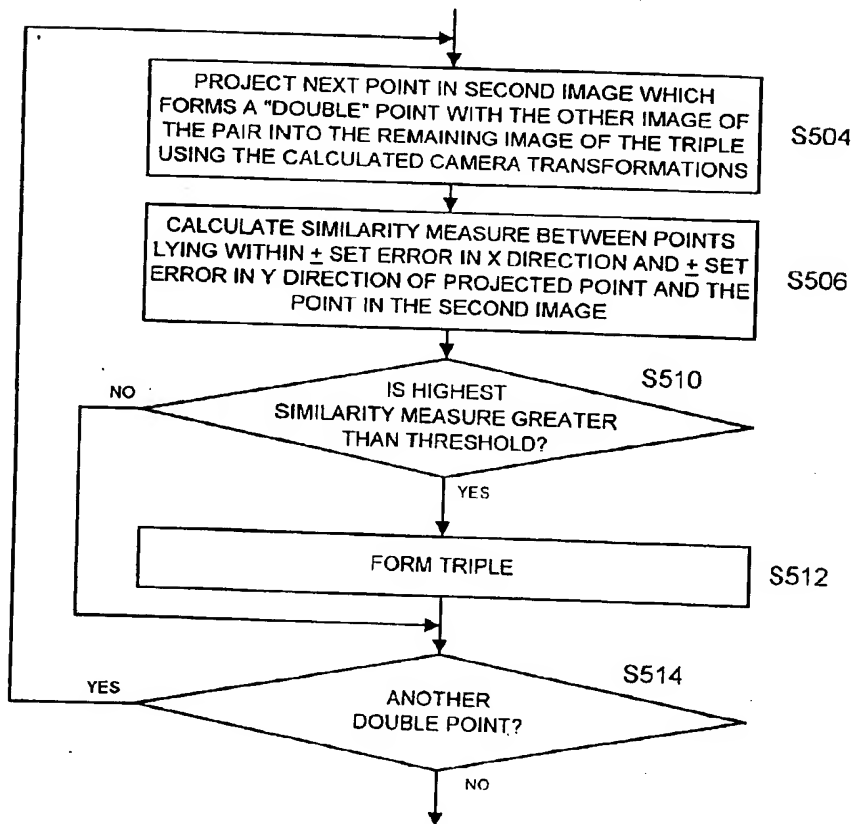 PROJECT NEXT POINT IN SECOND IMAGE WHICH
FORMS A "DOUBLE" POINT WITH THE OTHER IMAGE OF
THE PAIR INTO THE REMAINING IMAGE OF THE TRIPLE
USING THE CALCULATED CAMERA TRANSFORMATIONS
S504
CALCULATE SIMILARITY MEASURE BETWEEN POINTS
LYING WITHIN ± SET ERROR IN X DIRECTION AND ± SET
ERROR IN Y DIRECTION OF PROJECTED POINT AND THE
POINT IN THE SECOND IMAGE
S506
S510
NO
IS HIGHEST
SIMILARITY MEASURE GREATER
THAN THRESHOLD?
YES
FORM TRIPLE
S512
S514
YES
ANOTHER
DOUBLE POINT?
NO